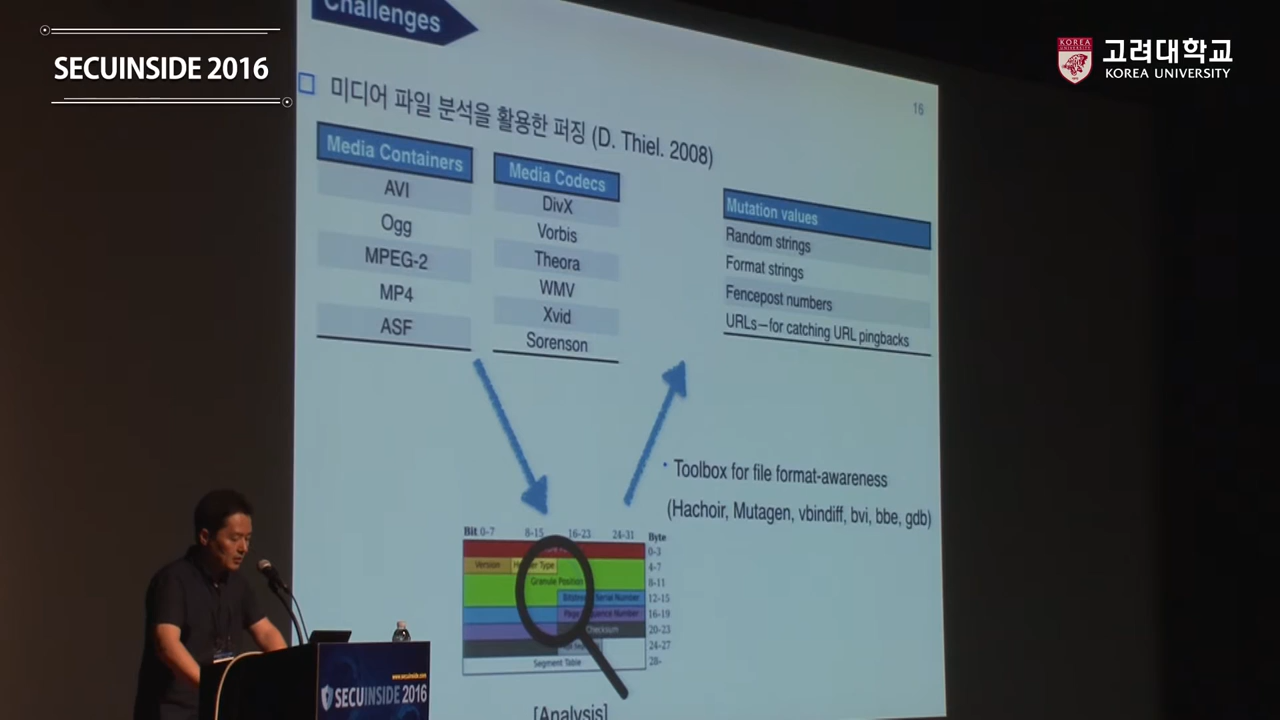 SECUINSIDE 2016
KOREA UNIVERSITY
고려대학교
KOREA UNIVERSITY
Challenges
16
미디어 파일 분석을 활용한 퍼징 (D. Thiel. 2008)
Media Containers
AVI
Ogg
MPEG-2
MP4
ASF
Media Codecs
DivX
Vorbis
Theora
WMV
Xvid
Sorenson
Mutation values
Random strings
Format strings
Fencepost numbers
URLs—for catching URL pingbacks
· Toolbox for file format-awareness
(Hachoir, Mutagen, vbindiff, bvi, bbe, gdb)
Bit 0-7 8-15 16-23 24-31 Byte
0-3
Version Type 4-7
Granule Position 8-11
Serial Number 12-15
Number 16-19
Checksum 20-23
24-27
Segment Table 28-
[Analysis]
www.secuinside.com
SECUINSIDE 2016